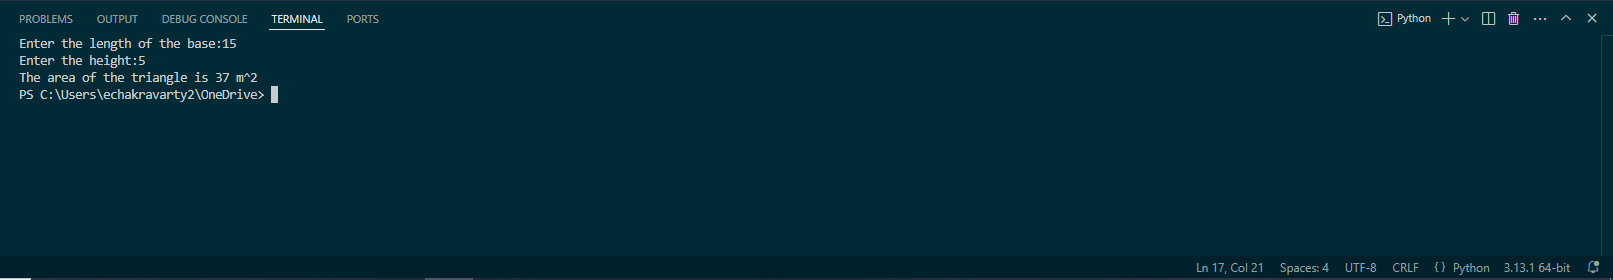 PROBLEMS OUTPUT DEBUG CONSOLE TERMINAL PORTS Python
Enter the length of the base:15
Enter the height:5
The area of the triangle is 37 m^2
PS C:\Users\echakravarty2\OneDrive>
Ln 17, Col 21 Spaces: 4 UTF-8 CRLF {} Python 3.13.1 64-bit